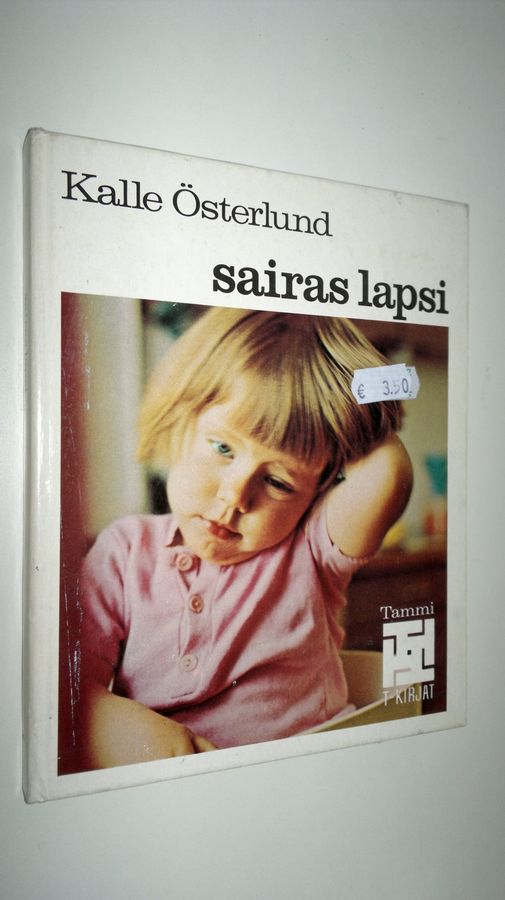 Kalle Österlund
sairas lapsi
€ 3.50
Tammi
T-KIRJAT